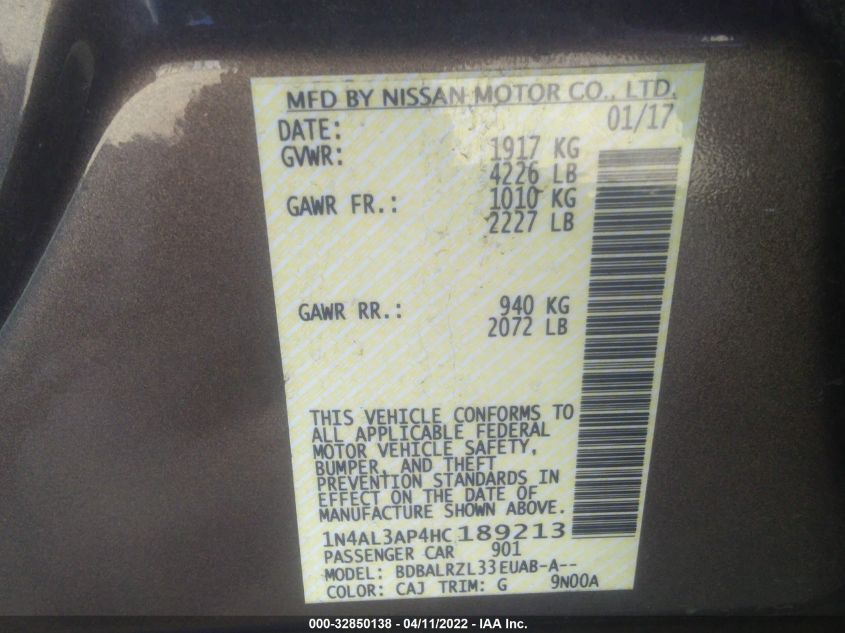 MFD BY NISSAN MOTOR CO., LTD.
DATE: 01/17
GVWR: 1917 KG
4226 LB
GAWR FR.: 1010 KG
2227 LB
GAWR RR.: 940 KG
2072 LB
THIS VEHICLE CONFORMS TO
ALL APPLICABLE FEDERAL
MOTOR VEHICLE SAFETY,
BUMPER, AND THEFT
PREVENTION STANDARDS IN
EFFECT ON THE DATE OF
MANUFACTURE SHOWN ABOVE.
1N4AL3AP4HC189213
PASSENGER CAR 901
MODEL: BDBALRZL33EUAB-A--
COLOR: CAJ TRIM: G 9N00A
000-32850138 - 04/11/2022 - IAA Inc.